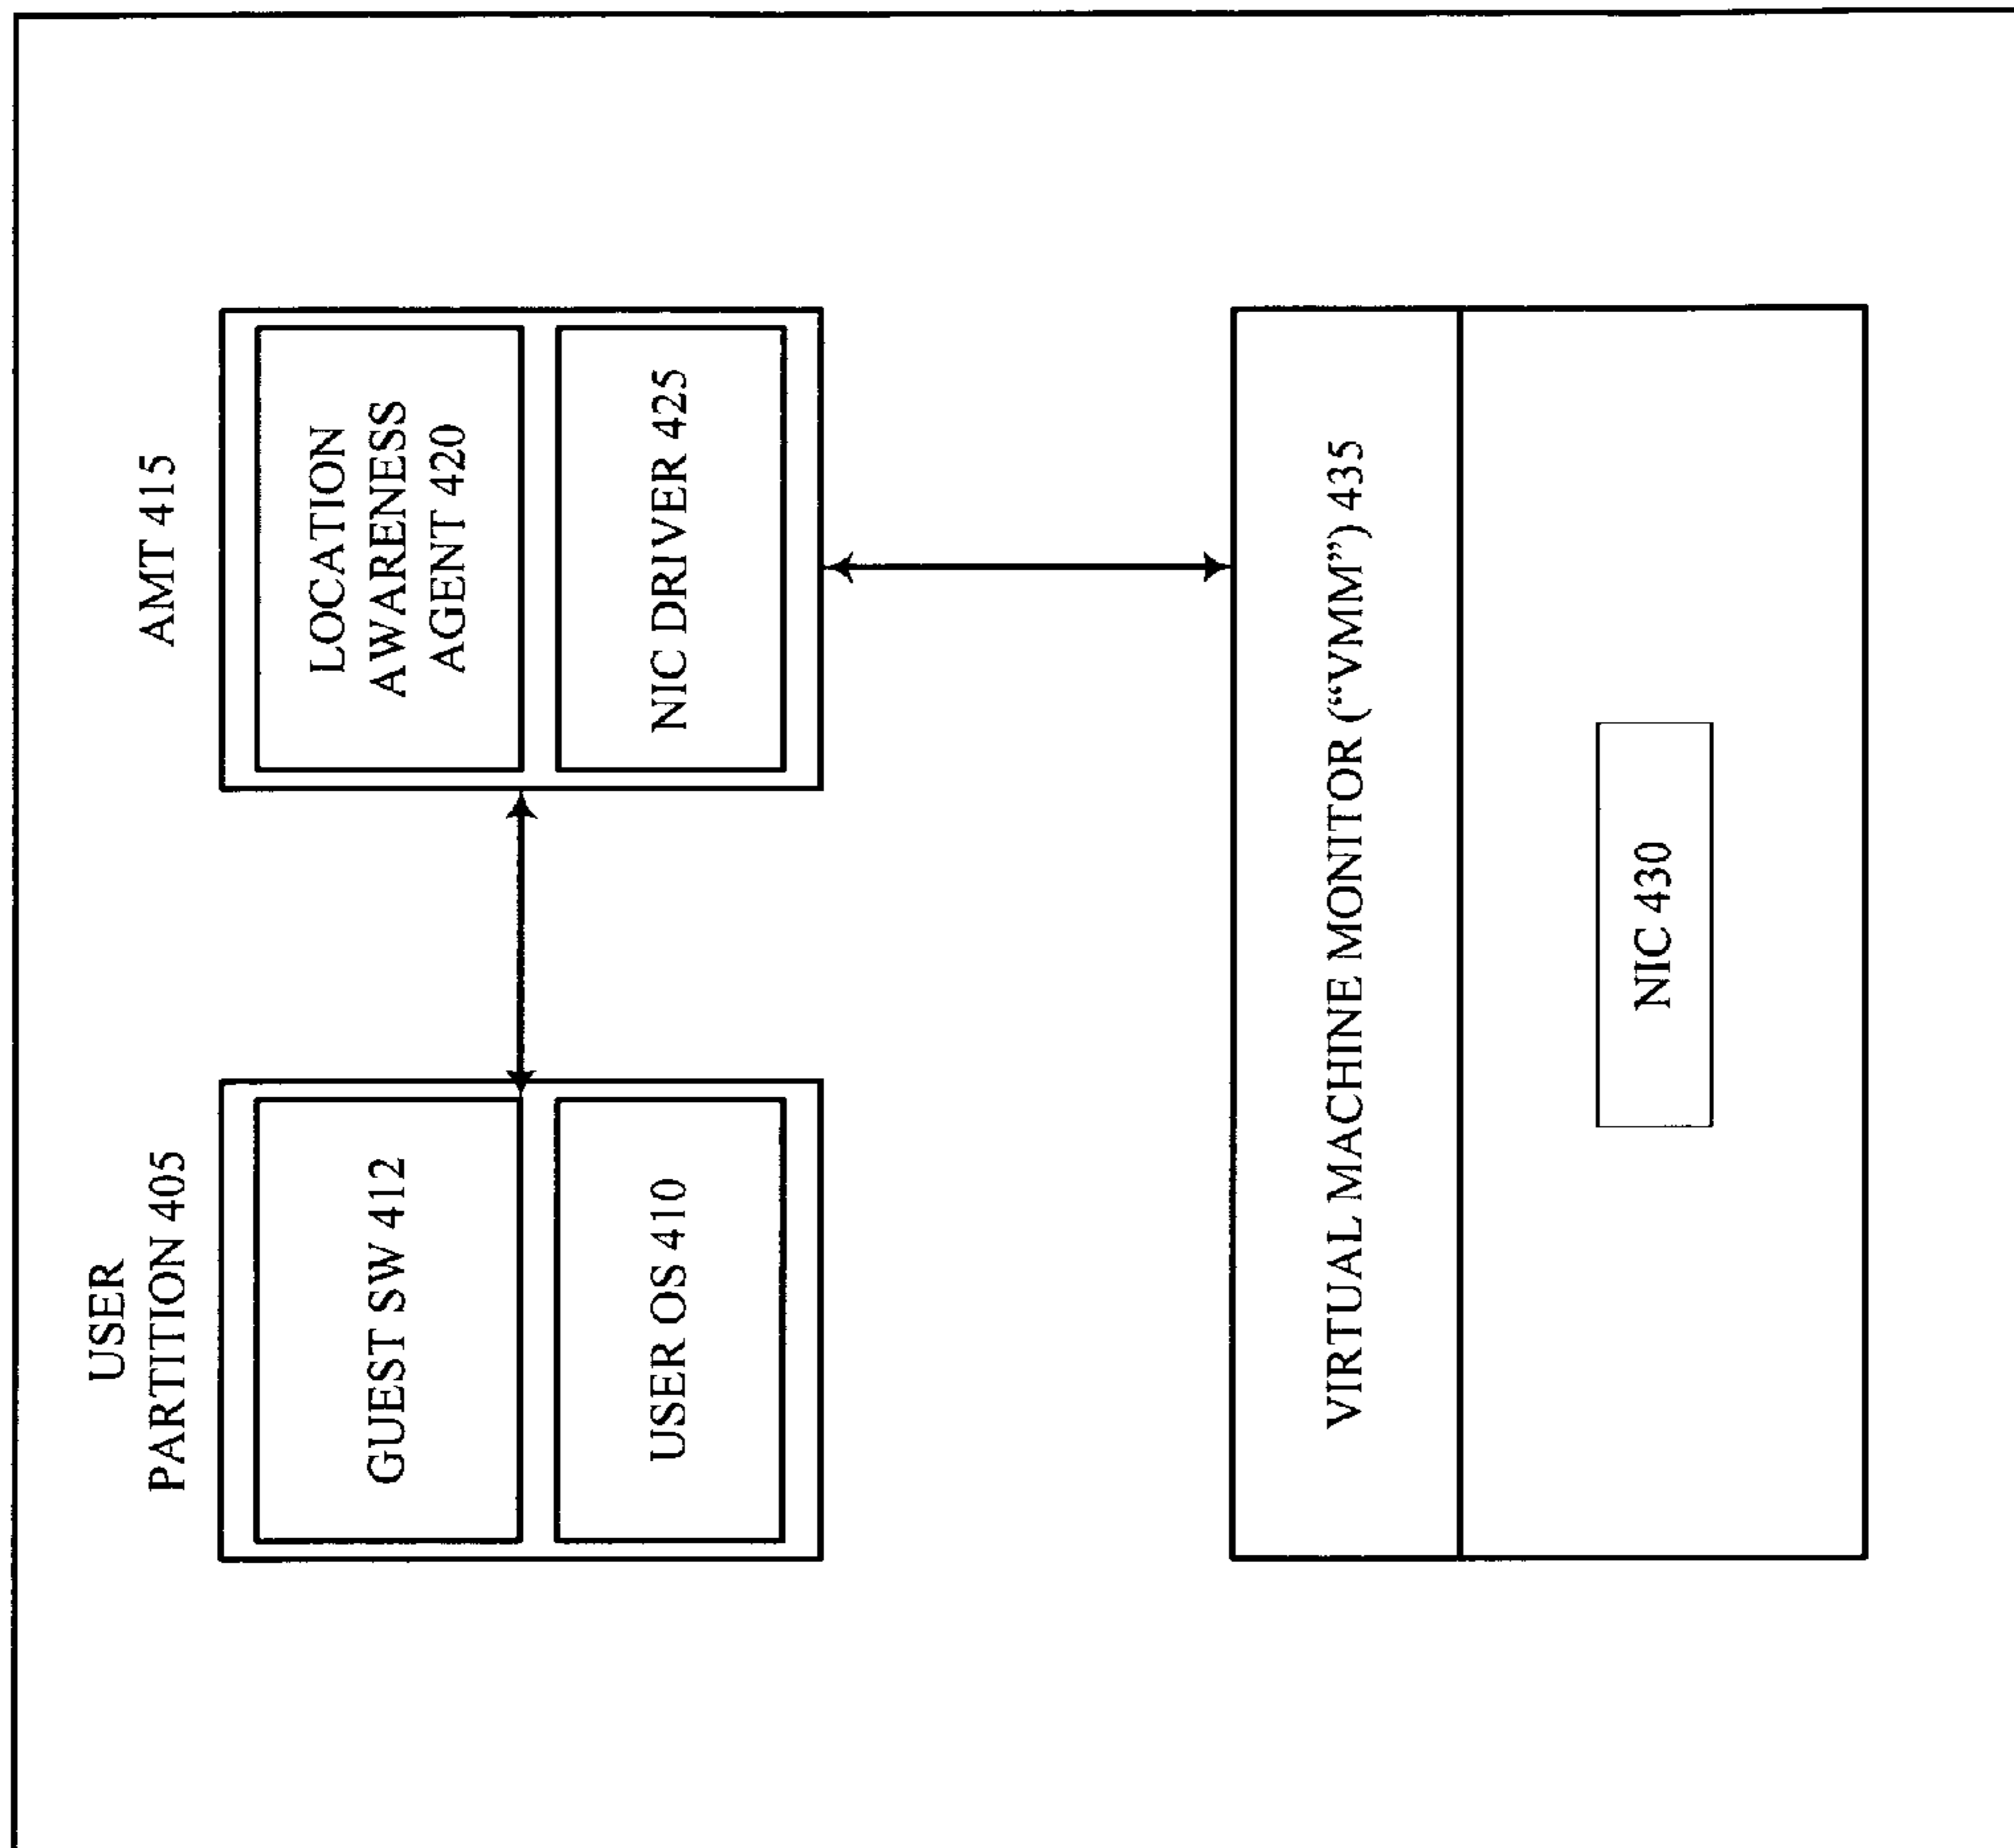 USER
PARTITION 405
GUEST SW 412
USER OS 410
AMT 415
LOCATION
AWARENESS
AGENT 420
NIC DRIVER 425
VIRTUAL MACHINE MONITOR (“VMM”) 435
NIC 430